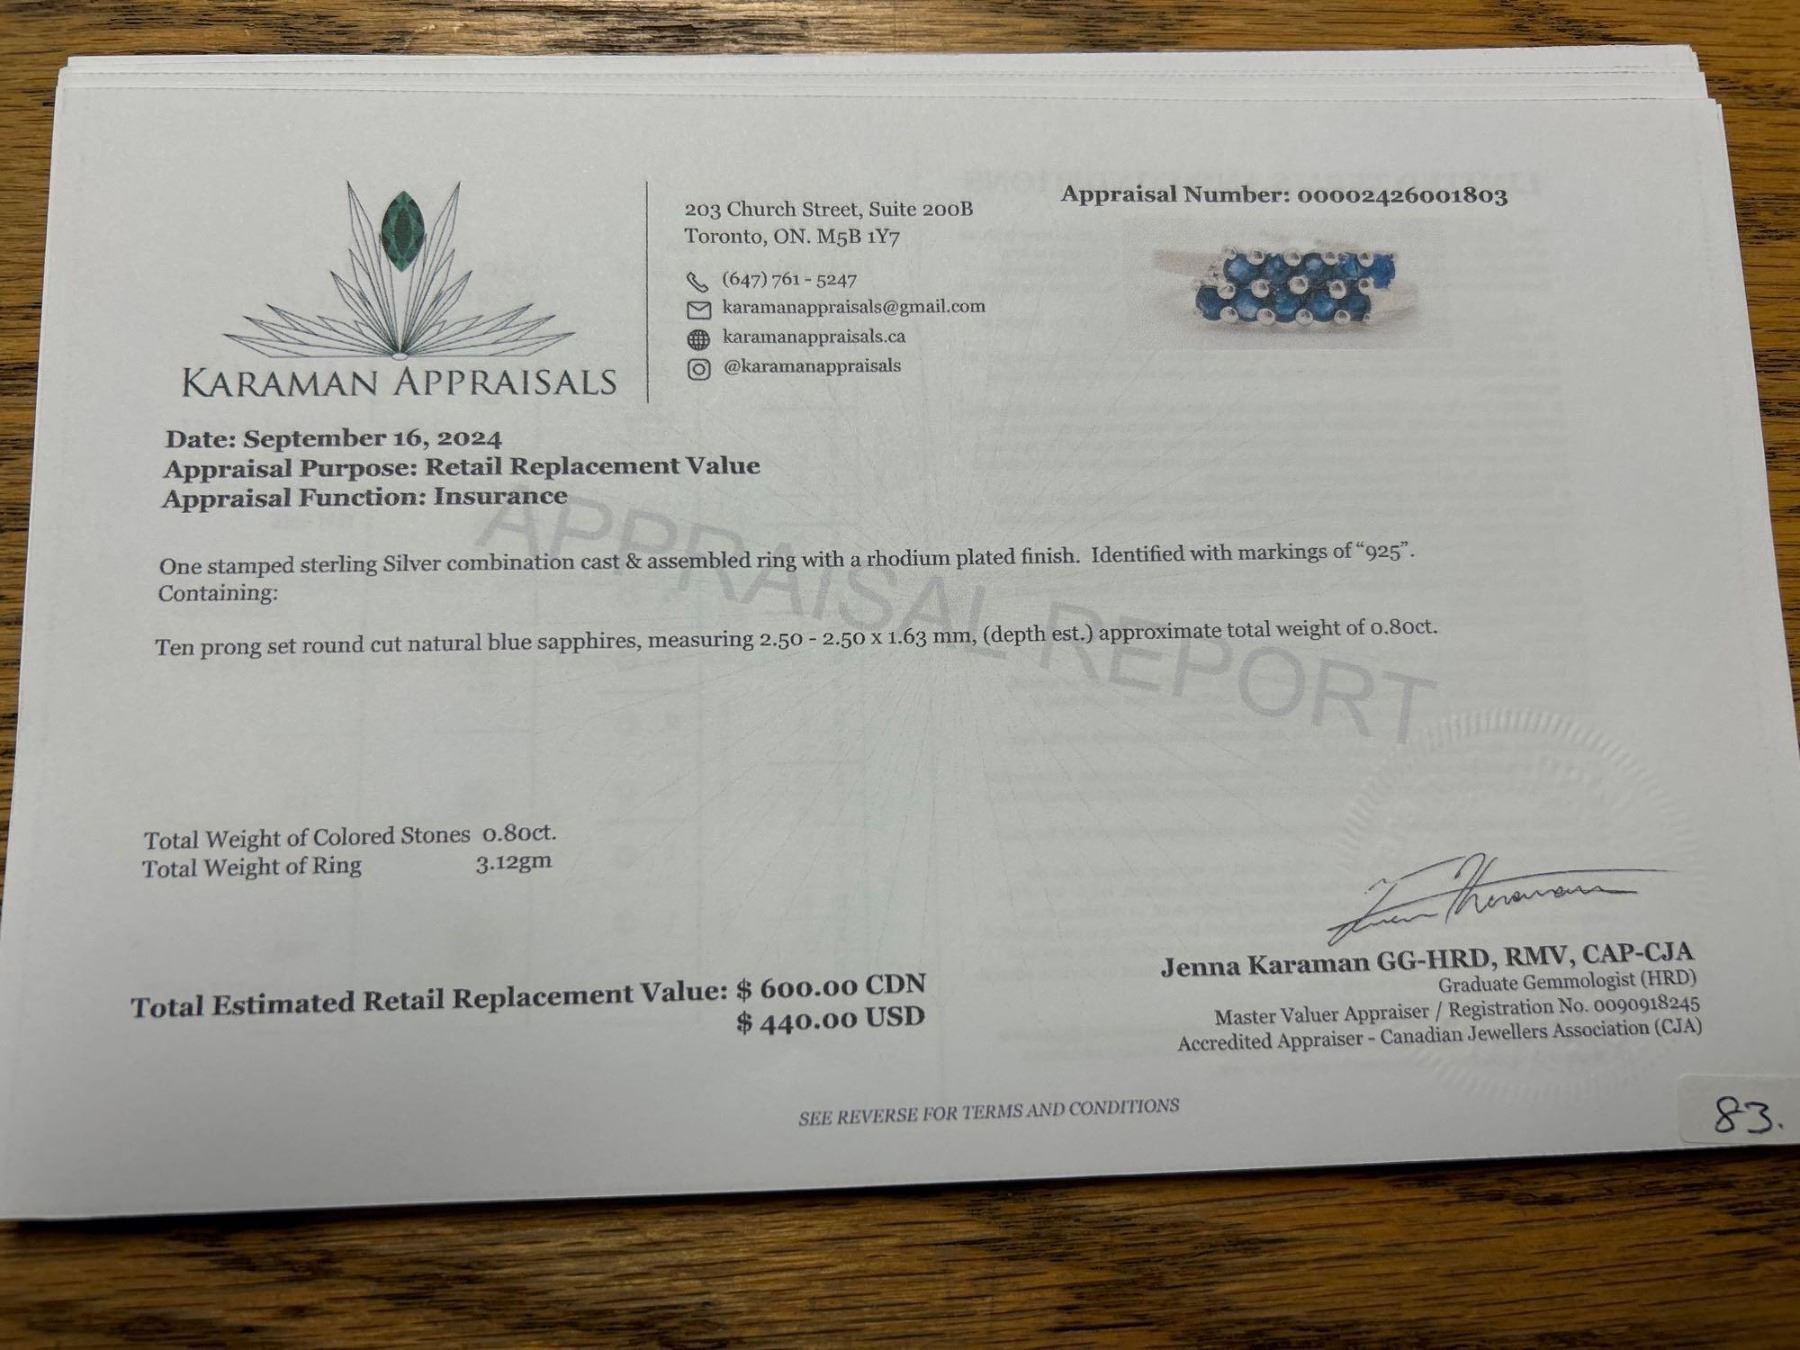 KARAMAN APPRAISALS
203 Church Street, Suite 200B
Toronto, ON. M5B 1Y7
(647) 761 - 5247
karamanappraisals@gmail.com
karamanappraisals.ca
@karamanappraisals
Appraisal Number: 00002426001803
Date: September 16, 2024
Appraisal Purpose: Retail Replacement Value
Appraisal Function: Insurance
APPRAISAL REPORT
One stamped sterling Silver combination cast & assembled ring with a rhodium plated finish. Identified with markings of “925”.
Containing:
Ten prong set round cut natural blue sapphires, measuring 2.50 - 2.50 x 1.63 mm, (depth est.) approximate total weight of 0.80ct.
Total Weight of Colored Stones 0.80ct.
Total Weight of Ring 3.12gm
Total Estimated Retail Replacement Value: $ 600.00 CDN
$ 440.00 USD
Jenna Karaman GG-HRD, RMV, CAP-CJA
Graduate Gemmologist (HRD)
Master Valuer Appraiser / Registration No. 0090918245
Accredited Appraiser - Canadian Jewellers Association (CJA)
SEE REVERSE FOR TERMS AND CONDITIONS
83.